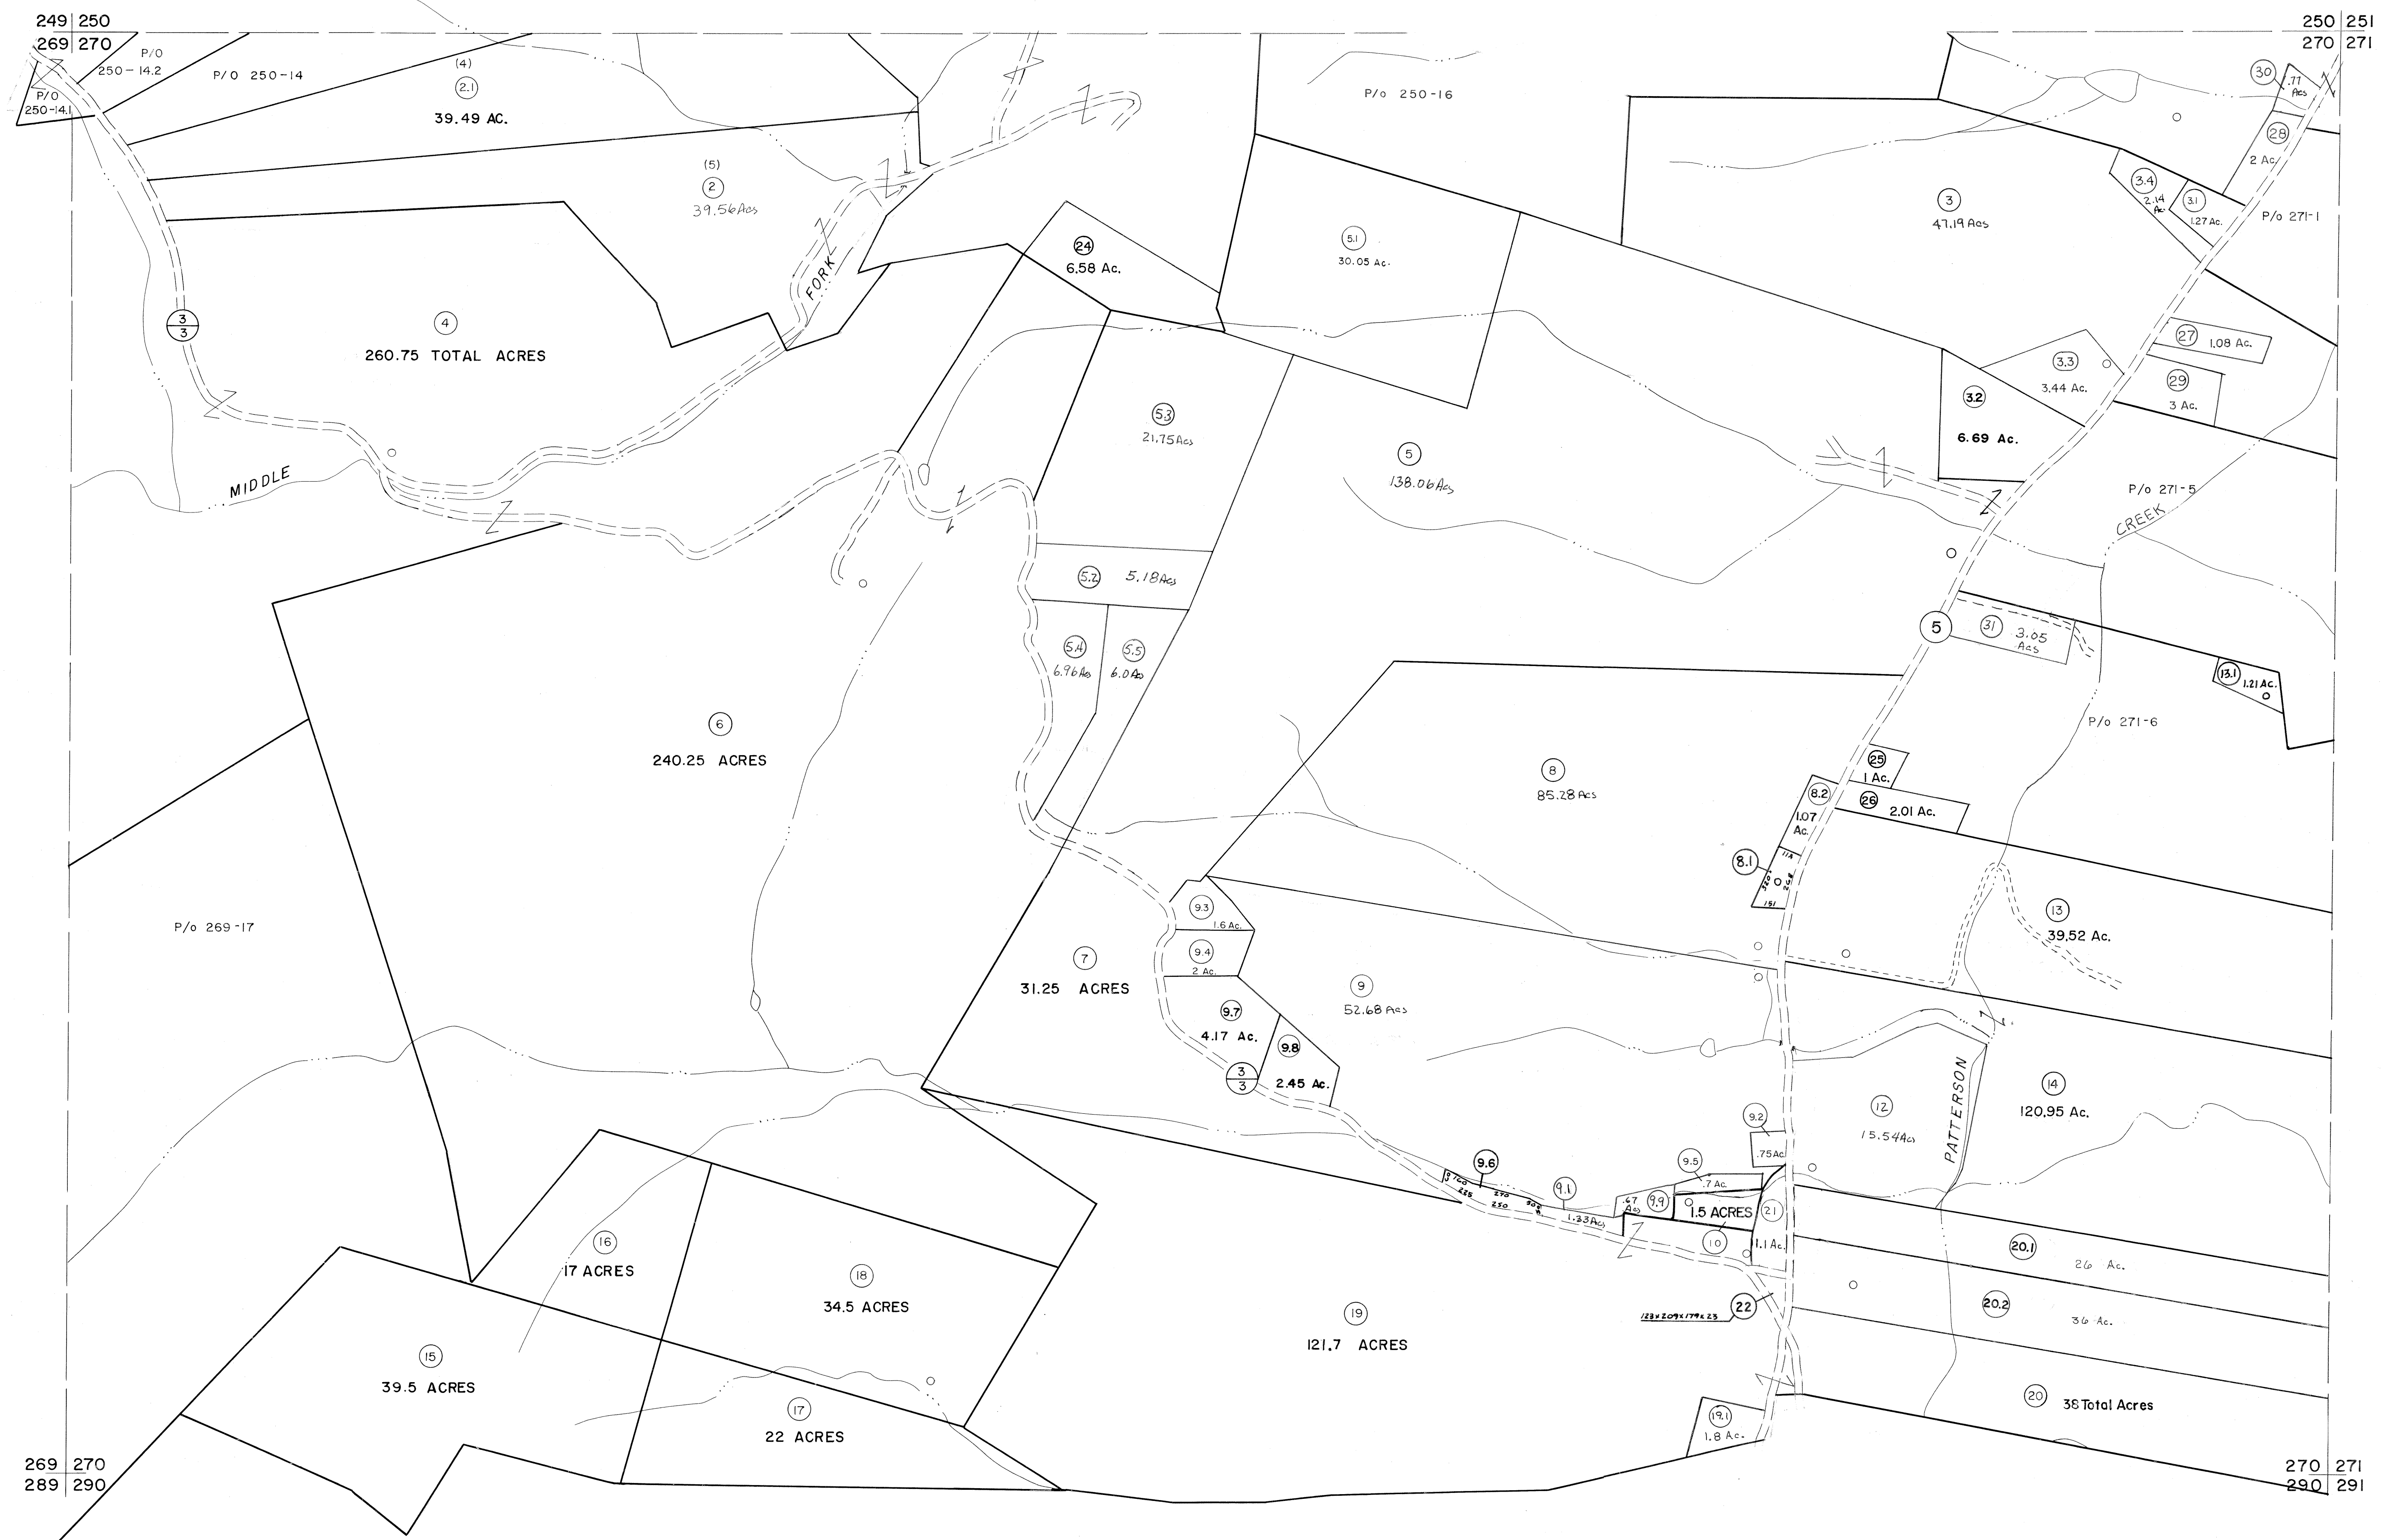 249 250
269 270
250 251
270 271
P/O
250-14.2
P/O 250-14
P/O
250-14.1
(4)
2.1
39.49 AC.
(5)
2
39.56 Acs
P/o 250-16
30
.77
Acs
28
2 Ac.
3
47.19 Acs
3.4
2.14
Ac.
3.1
1.27 Ac.
P/o 271-1
24
6.58 Ac.
5.1
30.05 Ac.
FORK
3
3
4
260.75 TOTAL ACRES
27
1.08 Ac.
3.3
3.44 Ac.
29
3 Ac.
3.2
6.69 Ac.
5.3
21.75 Acs
5
138.06 Acs
MIDDLE
P/o 271-5
CREEK
5.2
5.18 Acs
5
31
3.05
Acs
5.4
6.96 Acs
5.5
6.0 Ac
13.1
1.21 AC.
P/o 271-6
6
240.25 ACRES
8
85.28 Acs
25
1 Ac.
8.2
1.07
Ac.
26
2.01 Ac.
8.1
114
320
151
P/o 269-17
9.3
1.6 Ac.
9.4
2 Ac.
13
39.52 Ac.
7
31.25 ACRES
9
52.68 Acs
9.7
4.17 Ac.
9.8
2.45 Ac.
3
3
PATTERSON
14
120.95 Ac.
12
15.54 Acs
9.2
.75 Ac.
9.5
.7 Ac.
9.6
160
270
225
250
9.1
1.33 Acs
.67
Acs
9.9
1.5 ACRES
21
10
1.1 Ac.
16
17 ACRES
18
34.5 ACRES
20.1
26 Ac.
22
123x209x179x23
20.2
36 Ac.
19
121.7 ACRES
15
39.5 ACRES
17
22 ACRES
20
38 Total Acres
19.1
1.8 Ac.
269 270
289 290
270 271
290 291